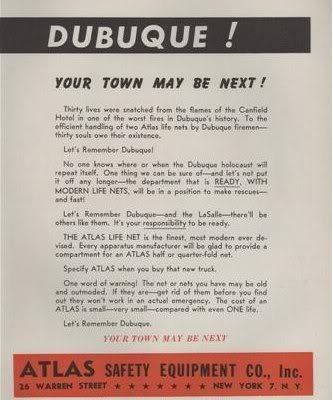 DUBUQUE !
YOUR TOWN MAY BE NEXT !
Thirty lives were snatched from the flames of the Canfield
Hotel in one of the worst fires in Dubuque's history. To the
efficient handling of two Atlas life nets by Dubuque firemen—
thirty souls owe their existence.
Let's Remember Dubuque!
No one knows where or when the Dubuque holocaust will
repeat itself. One thing we can be sure of—and let's not put
it off any longer—the department that is READY, WITH
MODERN LIFE NETS, will be in a position to make rescues—
and fast!
Let's Remember Dubuque—and the LaSalle—there'll be
others like them. It's your responsibility to be ready.
THE ATLAS LIFE NET is the finest, most modern ever de-
vised. Every apparatus manufacturer will be glad to provide a
compartment for an ATLAS half or quarter-fold net.
Specify ATLAS when you buy that new truck.
One word of warning! The net or nets you have may be old
and outmoded. If they are—get rid of them before you find
out they won't work in an actual emergency. The cost of an
ATLAS is small—very small—compared with even ONE life.
Let's Remember Dubuque.
YOUR TOWN MAY BE NEXT
ATLAS SAFETY EQUIPMENT CO., Inc.
26 WARREN STREET ★ ★ ★ ★ ★ ★ ★ NEW YORK 7, N. Y.